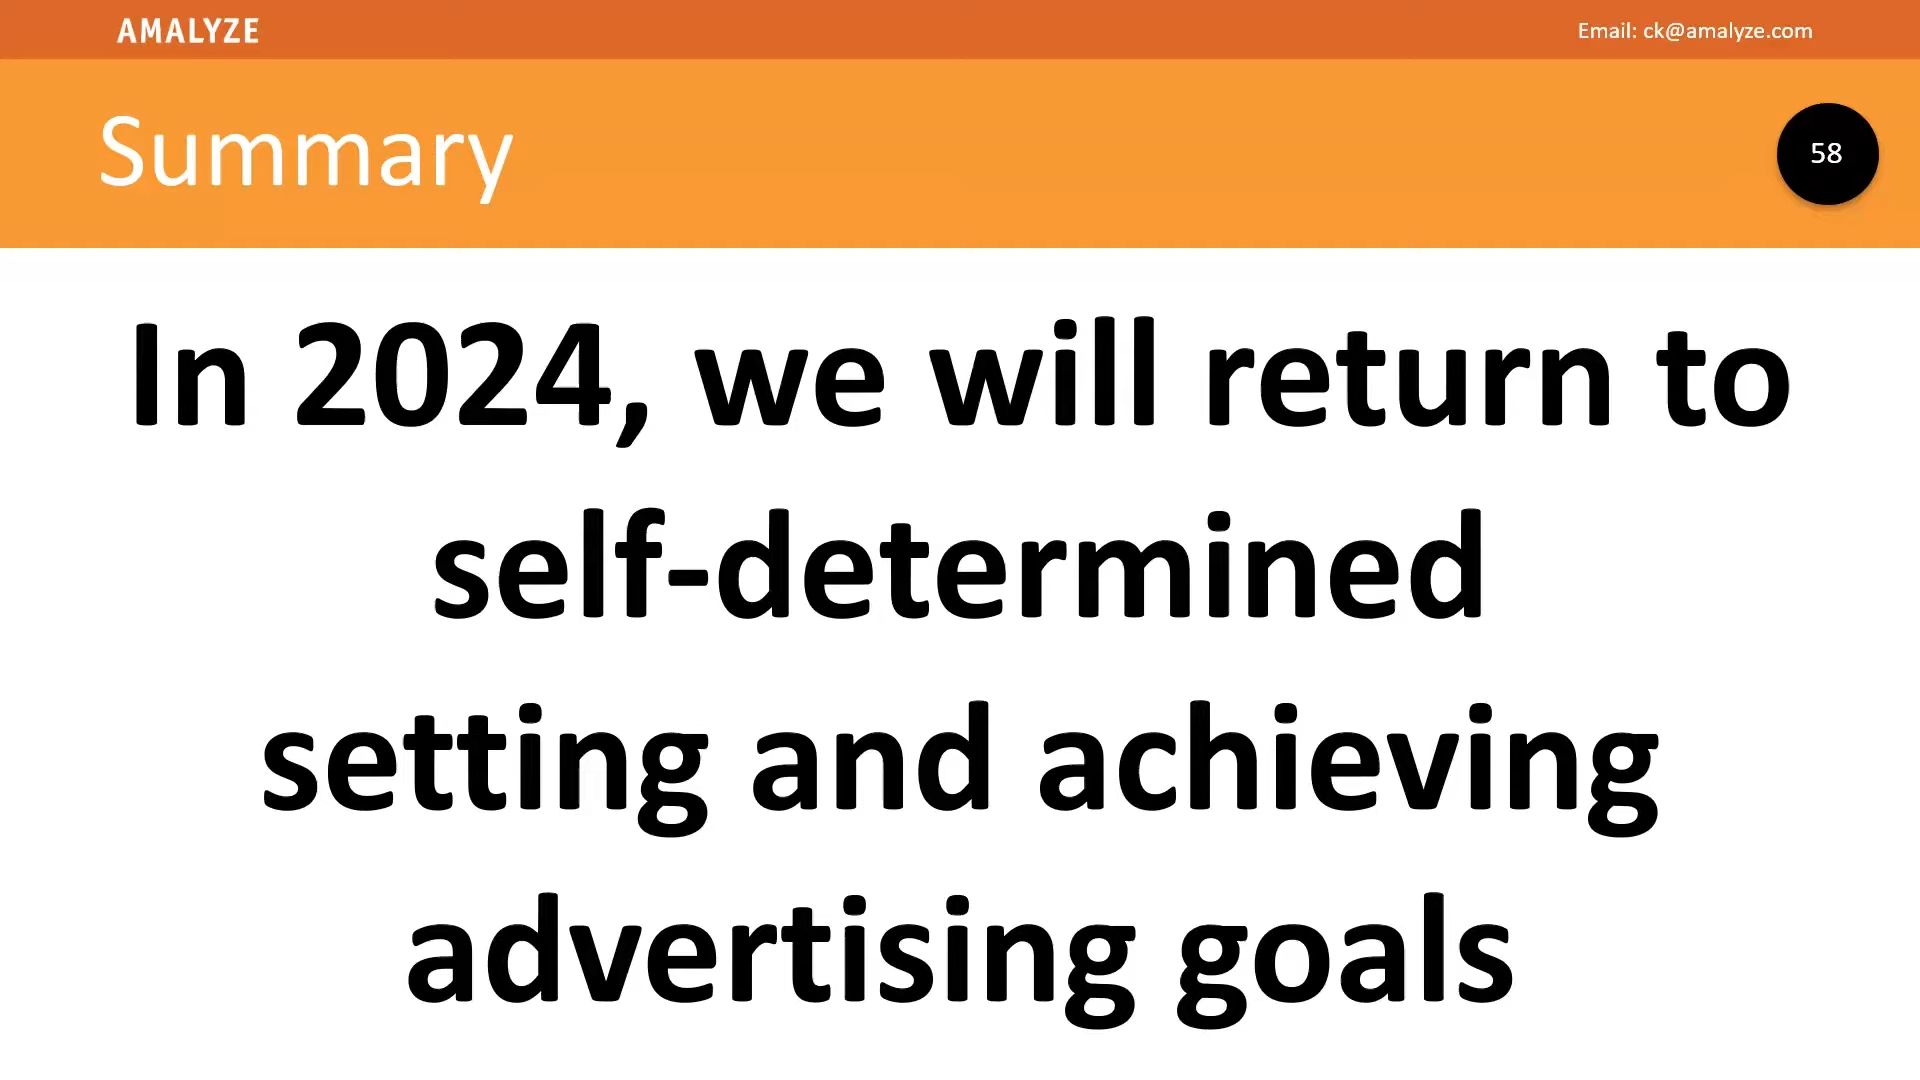 AMALYZE
Email: ck@amalyze.com
Summary
58
In 2024, we will return to
self-determined
setting and achieving
advertising goals